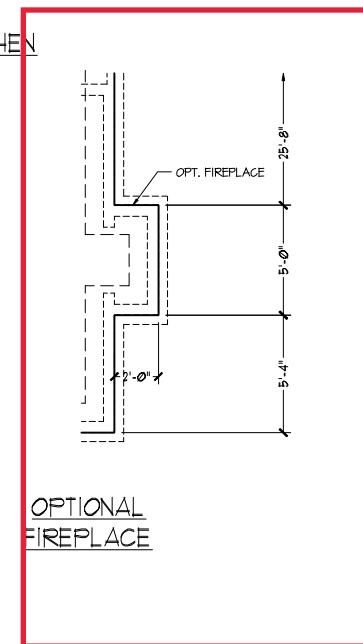 HEN
25'-8"
OPT. FIREPLACE
5'-0"
2'-0"
5'-4"
OPTIONAL
FIREPLACE